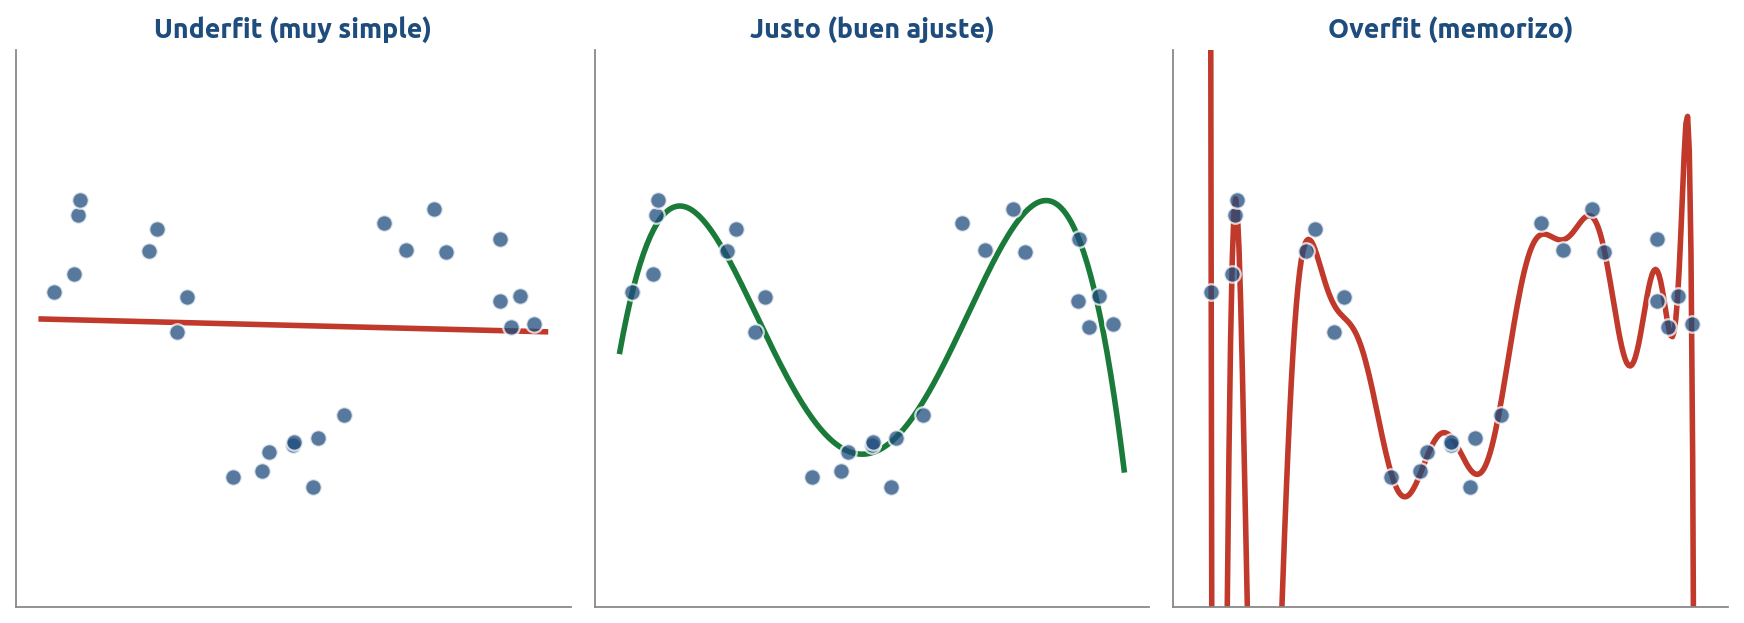 Underfit (muy simple)
Justo (buen ajuste)
Overfit (memorizo)